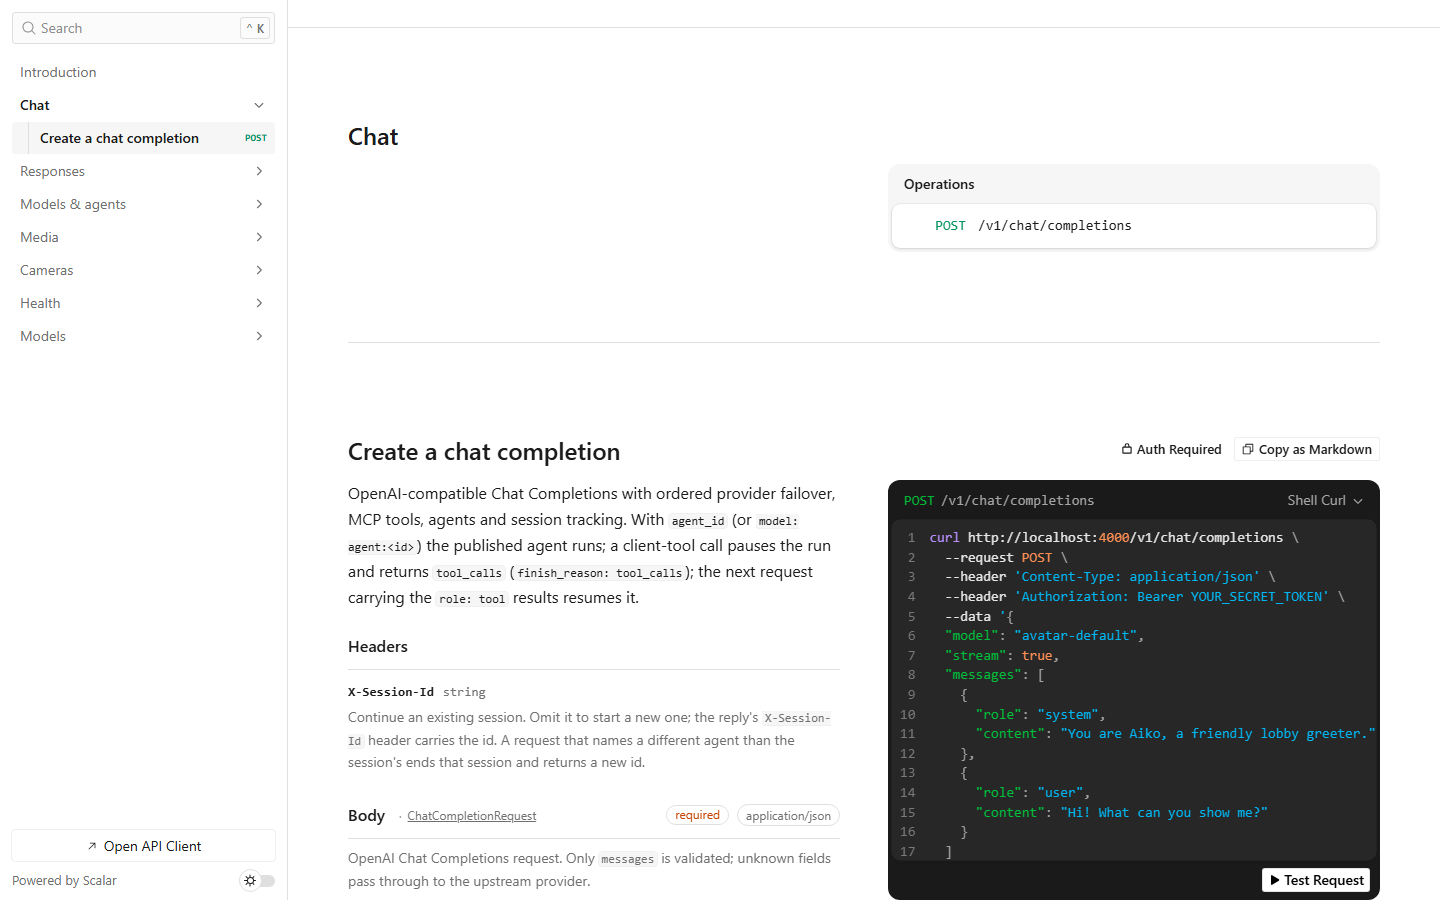 Search
^ K
Introduction
Chat
Create a chat completion POST
Responses
Models & agents
Media
Cameras
Health
Models
Open API Client
Powered by Scalar
Chat
Operations
POST /v1/chat/completions
Create a chat completion
Auth Required
Copy as Markdown
OpenAI-compatible Chat Completions with ordered provider failover,
MCP tools, agents and session tracking. With agent_id (or model:
agent:<id>) the published agent runs; a client-tool call pauses the run
and returns tool_calls (finish_reason: tool_calls); the next request
carrying the role: tool results resumes it.
Headers
X-Session-Id string
Continue an existing session. Omit it to start a new one; the reply's X-Session-
Id header carries the id. A request that names a different agent than the
session's ends that session and returns a new id.
Body · ChatCompletionRequest required application/json
OpenAI Chat Completions request. Only messages is validated; unknown fields
pass through to the upstream provider.
POST /v1/chat/completions Shell Curl
1 curl http://localhost:4000/v1/chat/completions \
2 --request POST \
3 --header 'Content-Type: application/json' \
4 --header 'Authorization: Bearer YOUR_SECRET_TOKEN' \
5 --data '{
6 "model": "avatar-default",
7 "stream": true,
8 "messages": [
9 {
10 "role": "system",
11 "content": "You are Aiko, a friendly lobby greeter."
12 },
13 {
14 "role": "user",
15 "content": "Hi! What can you show me?"
16 }
17 ]
Test Request